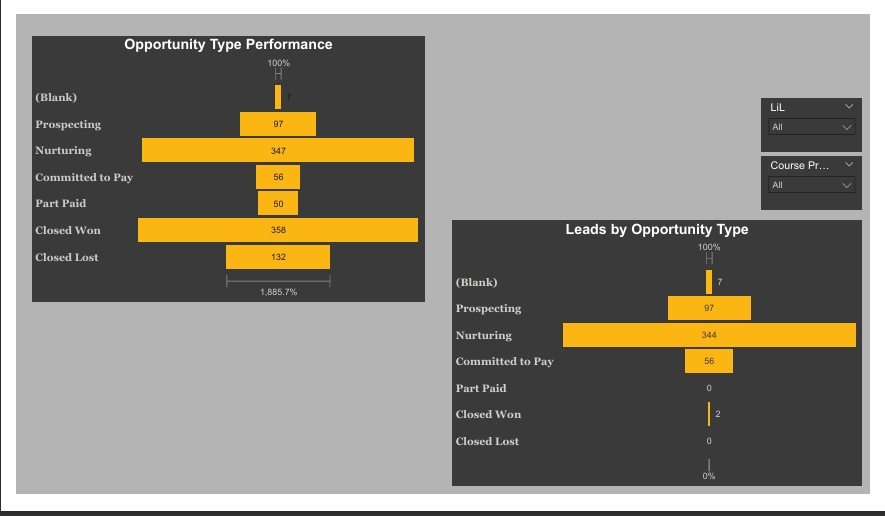 Opportunity Type Performance
100%
(Blank) 7
Prospecting 97
Nurturing 347
Committed to Pay 56
Part Paid 50
Closed Won 358
Closed Lost 132
1,885.7%
LiL
All
Course Pr...
All
Leads by Opportunity Type
100%
(Blank) 7
Prospecting 97
Nurturing 344
Committed to Pay 56
Part Paid 0
Closed Won 2
Closed Lost 0
0%